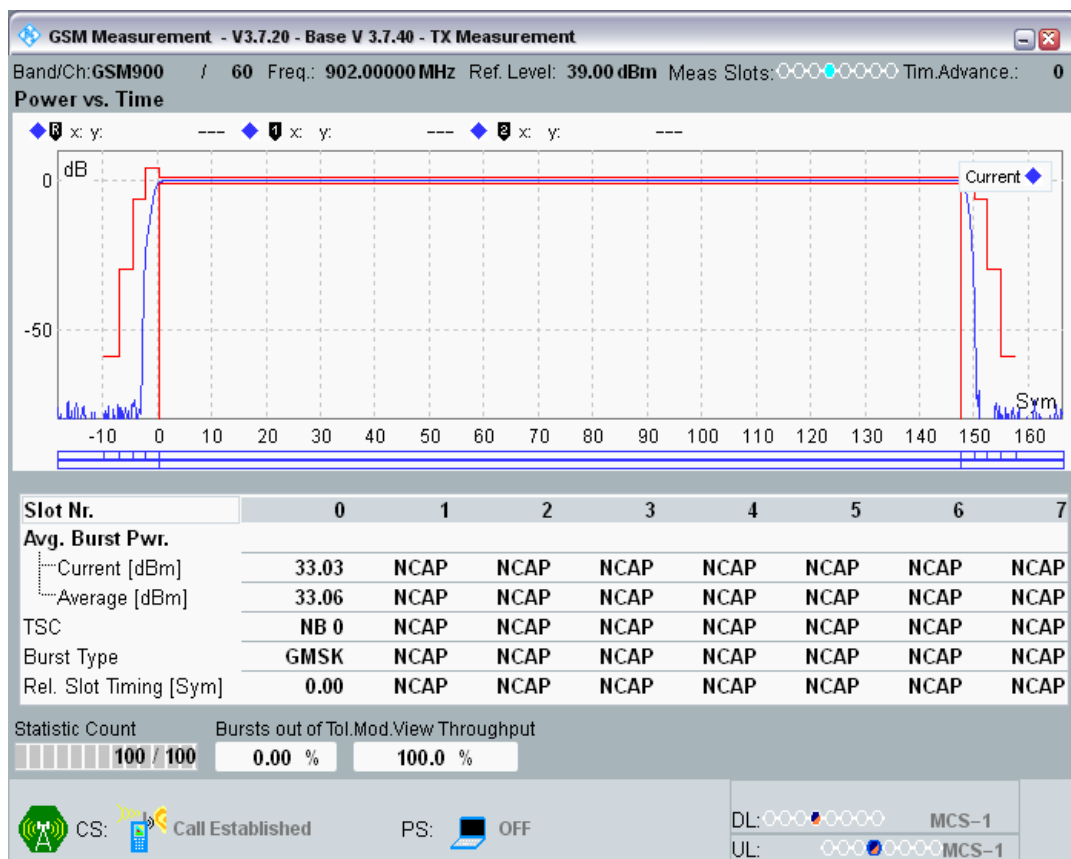 GSM Measurement - V3.7.20 - Base V 3.7.40 - TX Measurement
Band/Ch:GSM900 / 60 Freq.: 902.00000 MHz Ref. Level: 39.00 dBm Meas Slots: Tim.Advance.: 0
Power vs. Time
R x: y: --- 1 x: y: --- 2 x: y: ---
dB
Current
0
-50
Sym
-10 0 10 20 30 40 50 60 70 80 90 100 110 120 130 140 150 160
Slot Nr. 0 1 2 3 4 5 6 7
Avg. Burst Pwr.
Current [dBm] 33.03 NCAP NCAP NCAP NCAP NCAP NCAP NCAP
Average [dBm] 33.06 NCAP NCAP NCAP NCAP NCAP NCAP NCAP
TSC NB 0 NCAP NCAP NCAP NCAP NCAP NCAP NCAP
Burst Type GMSK NCAP NCAP NCAP NCAP NCAP NCAP NCAP
Rel. Slot Timing [Sym] 0.00 NCAP NCAP NCAP NCAP NCAP NCAP NCAP
Statistic Count Bursts out of Tol. Mod.View Throughput
100 / 100 0.00 % 100.0 %
CS: Call Established PS: OFF
DL: MCS-1
UL: MCS-1